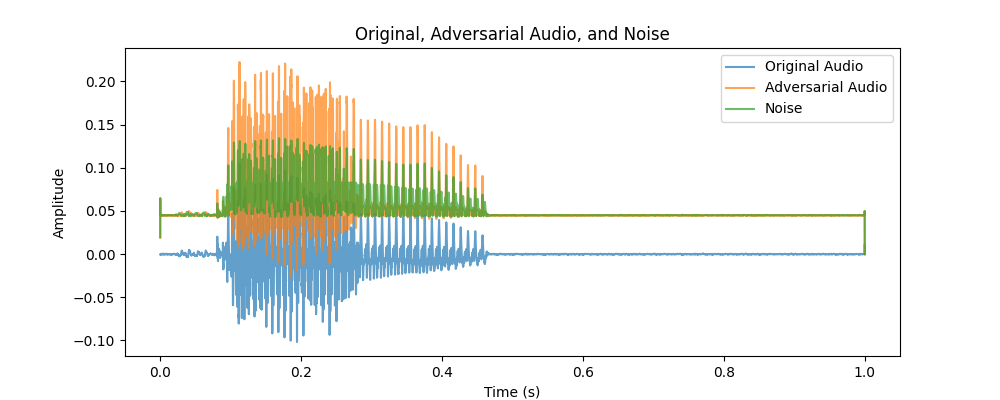 Original, Adversarial Audio, and Noise
Original Audio
Adversarial Audio
Noise
Amplitude
0.20
0.15
0.10
0.05
0.00
−0.05
−0.10
0.0 0.2 0.4 0.6 0.8 1.0
Time (s)